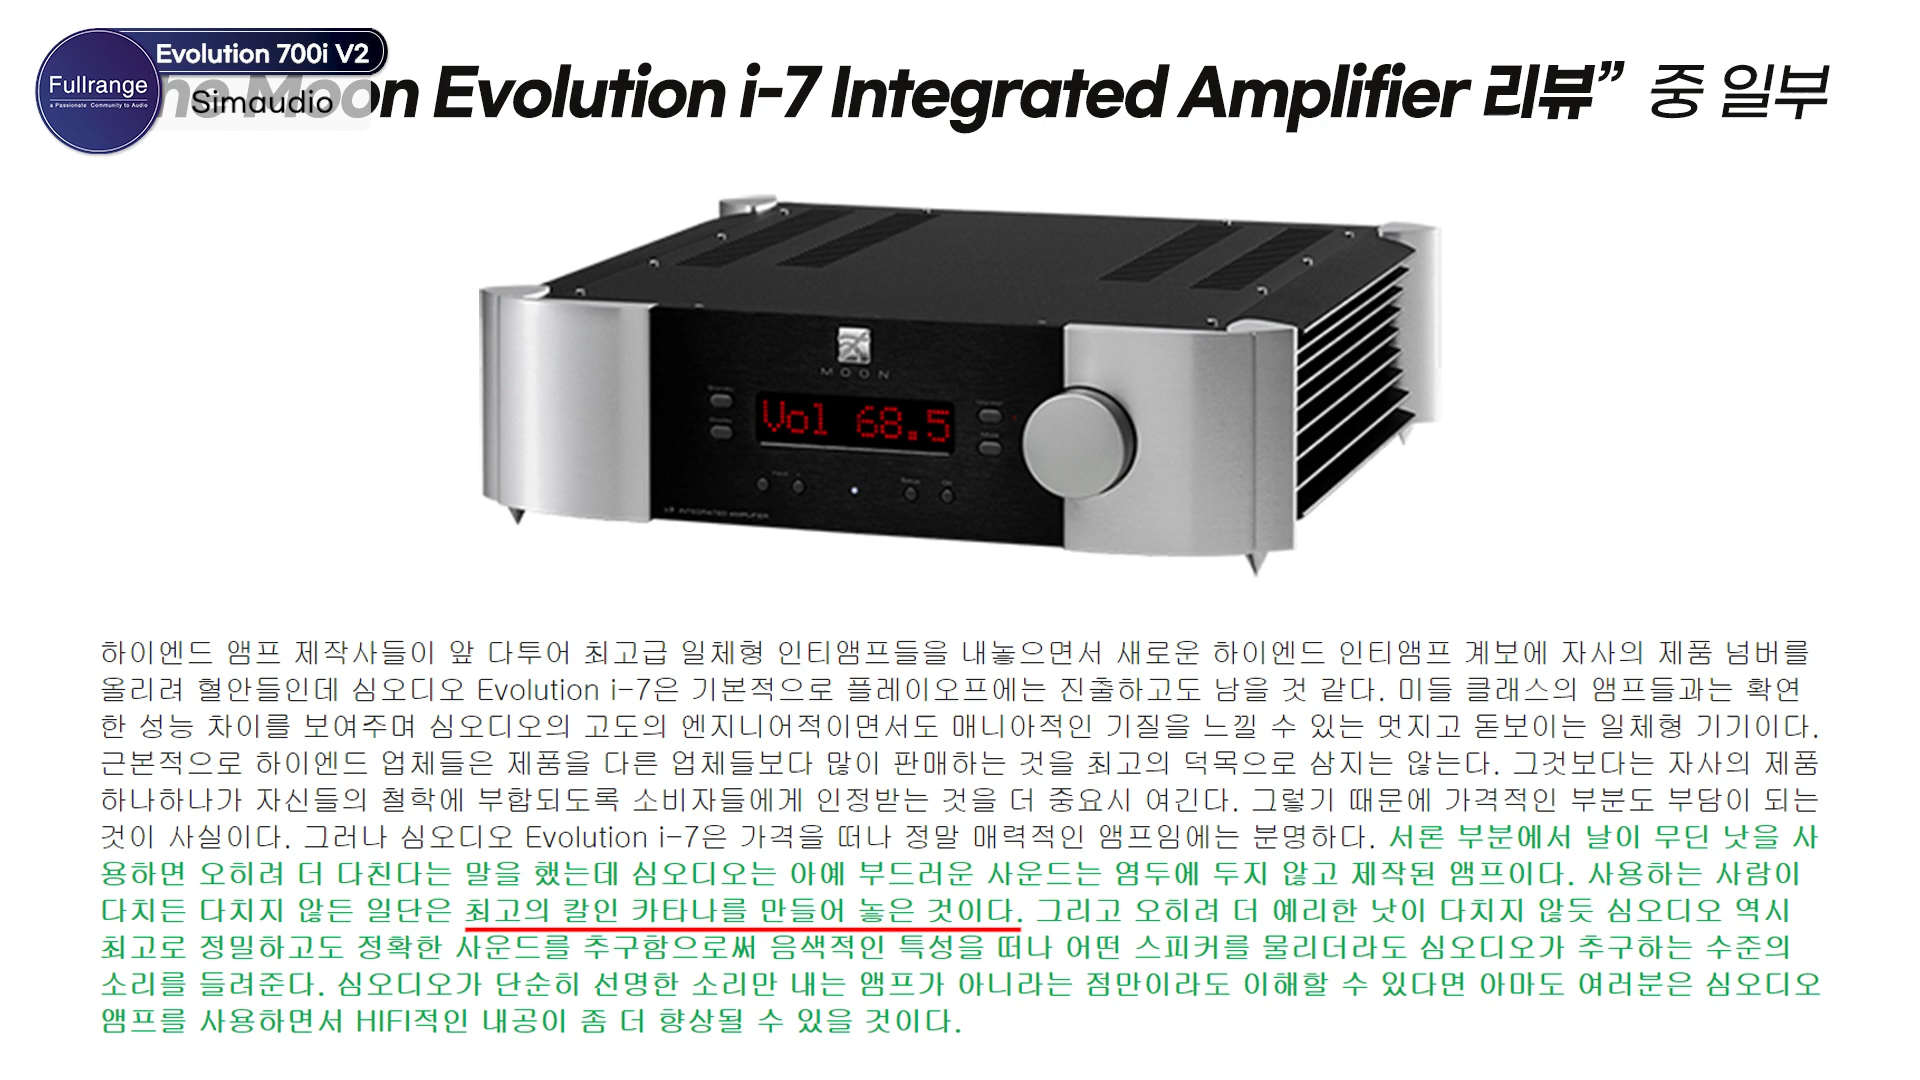 Evolution 700i V2
Fullrange
a Passionate Community to Audio
Simaudio
he Moon Evolution i-7 Integrated Amplifier 리뷰” 중 일부
MOON
Vol 68.5
i.7 INTEGRATED AMPLIFIER
하이엔드 앰프 제작사들이 앞 다투어 최고급 일체형 인티앰프들을 내놓으면서 새로운 하이엔드 인티앰프 계보에 자사의 제품 넘버를
올리려 혈안들인데 심오디오 Evolution i-7은 기본적으로 플레이오프에는 진출하고도 남을 것 같다. 미들 클래스의 앰프들과는 확연
한 성능 차이를 보여주며 심오디오의 고도의 엔지니어적이면서도 매니아적인 기질을 느낄 수 있는 멋지고 돋보이는 일체형 기기이다.
근본적으로 하이엔드 업체들은 제품을 다른 업체들보다 많이 판매하는 것을 최고의 덕목으로 삼지는 않는다. 그것보다는 자사의 제품
하나하나가 자신들의 철학에 부합되도록 소비자들에게 인정받는 것을 더 중요시 여긴다. 그렇기 때문에 가격적인 부분도 부담이 되는
것이 사실이다. 그러나 심오디오 Evolution i-7은 가격을 떠나 정말 매력적인 앰프임에는 분명하다. 서론 부분에서 날이 무딘 낫을 사
용하면 오히려 더 다친다는 말을 했는데 심오디오는 아예 부드러운 사운드는 염두에 두지 않고 제작된 앰프이다. 사용하는 사람이
다치든 다치지 않든 일단은 최고의 칼인 카타나를 만들어 놓은 것이다. 그리고 오히려 더 예리한 낫이 다치지 않듯 심오디오 역시
최고로 정밀하고도 정확한 사운드를 추구함으로써 음색적인 특성을 떠나 어떤 스피커를 물리더라도 심오디오가 추구하는 수준의
소리를 들려준다. 심오디오가 단순히 선명한 소리만 내는 앰프가 아니라는 점만이라도 이해할 수 있다면 아마도 여러분은 심오디오
앰프를 사용하면서 HIFI적인 내공이 좀 더 향상될 수 있을 것이다.